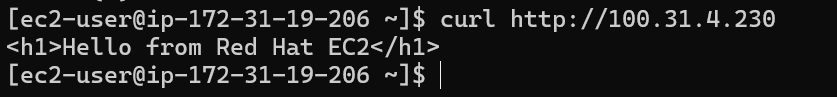 [ec2-user@ip-172-31-19-206 ~]$ curl http://100.31.4.230
<h1>Hello from Red Hat EC2</h1>
[ec2-user@ip-172-31-19-206 ~]$